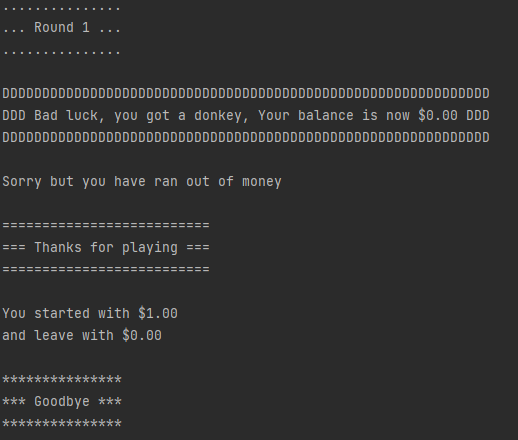 ...............
... Round 1 ...
...............
DDDDDDDDDDDDDDDDDDDDDDDDDDDDDDDDDDDDDDDDDDDDDDDDDDDDDDDDDDDDD
DDD Bad luck, you got a donkey, Your balance is now $0.00 DDD
DDDDDDDDDDDDDDDDDDDDDDDDDDDDDDDDDDDDDDDDDDDDDDDDDDDDDDDDDDDDD
Sorry but you have ran out of money
==========================
=== Thanks for playing ===
==========================
You started with $1.00
and leave with $0.00
***************
*** Goodbye ***
***************